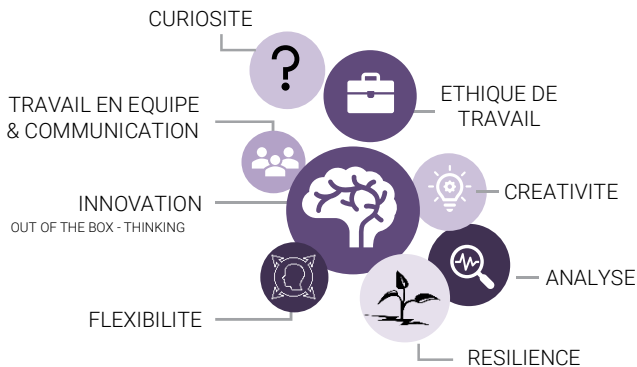 CURIOSITE
?
ETHIQUE DE
TRAVAIL
TRAVAIL EN EQUIPE
& COMMUNICATION
INNOVATION
OUT OF THE BOX - THINKING
CREATIVITE
ANALYSE
FLEXIBILITE
RESILIENCE